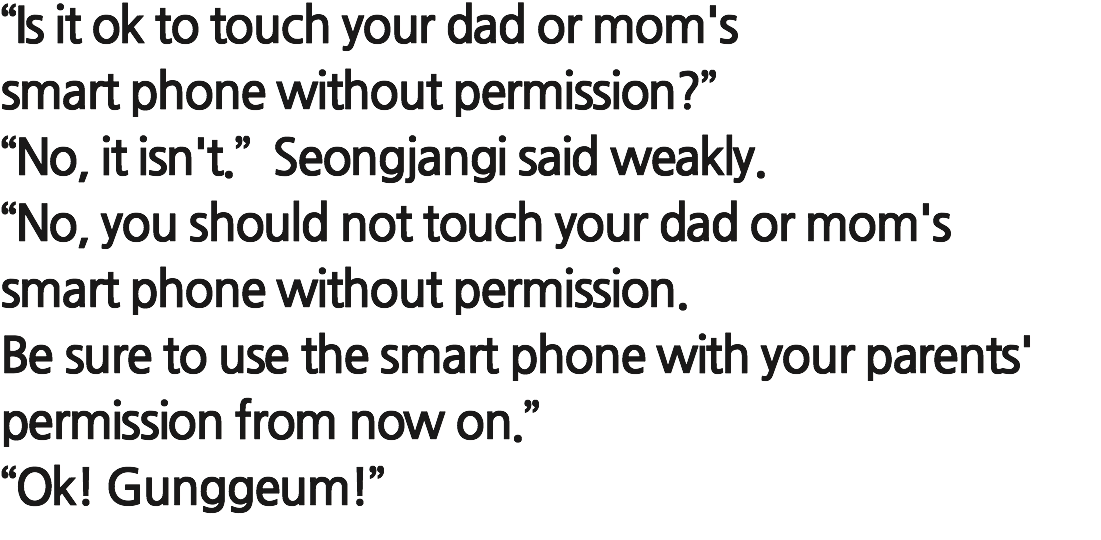 “Is it ok to touch your dad or mom's
smart phone without permission?”
“No, it isn't.”  Seongjangi said weakly.
“No, you should not touch your dad or mom's
smart phone without permission.
Be sure to use the smart phone with your parents'
permission from now on.”
“Ok! Gunggeum!”